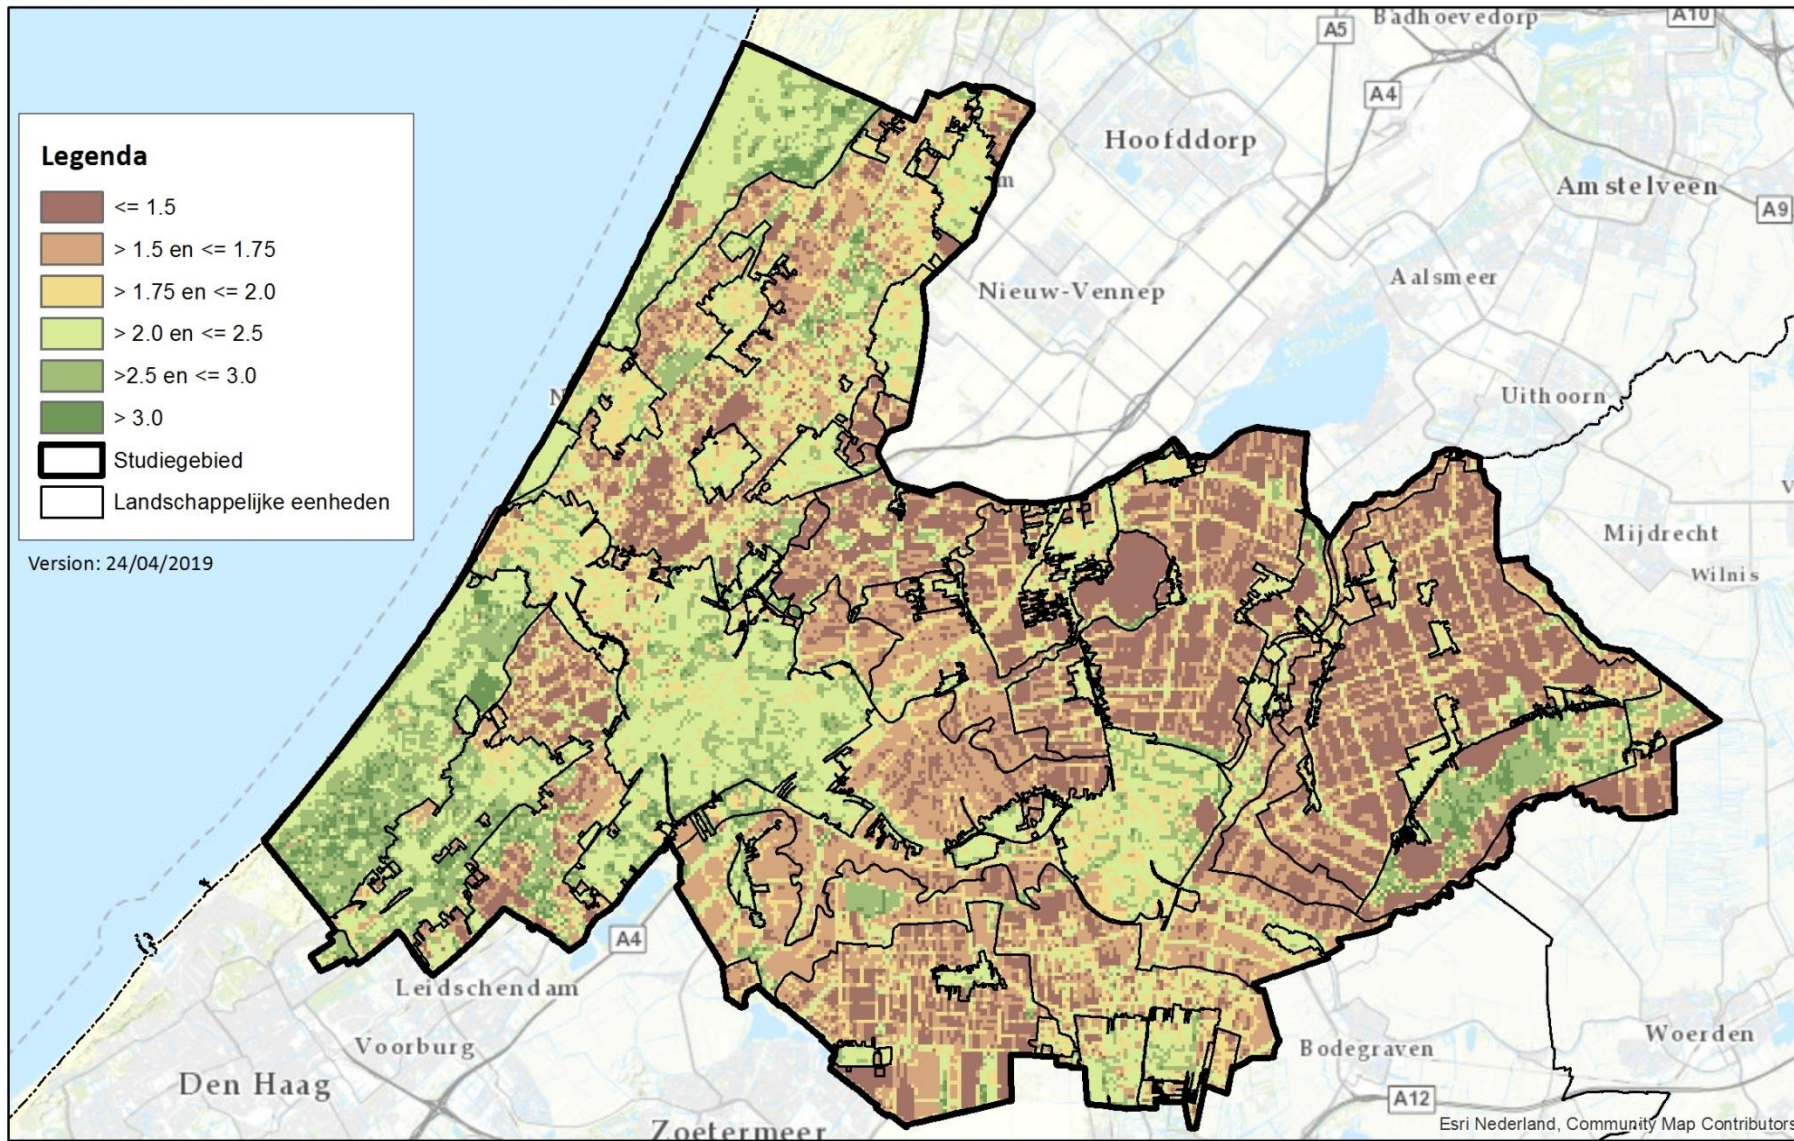 Badhoevedorp
A10
A5
A4
Hoofddorp
Amstelveen
A9
Legenda
<= 1.5
> 1.5 en <= 1.75
> 1.75 en <= 2.0
> 2.0 en <= 2.5
>2.5 en <= 3.0
> 3.0
Studiegebied
Landschappelijke eenheden
Version: 24/04/2019
m
Aalsmeer
Nieuw-Vennep
N
Uithoorn
V
Mijdrecht
Wilnis
A4
Leidschendam
Voorburg
Den Haag
Zoetermeer
Woerden
Bodegraven
A12
Esri Nederland, Community Map Contributors